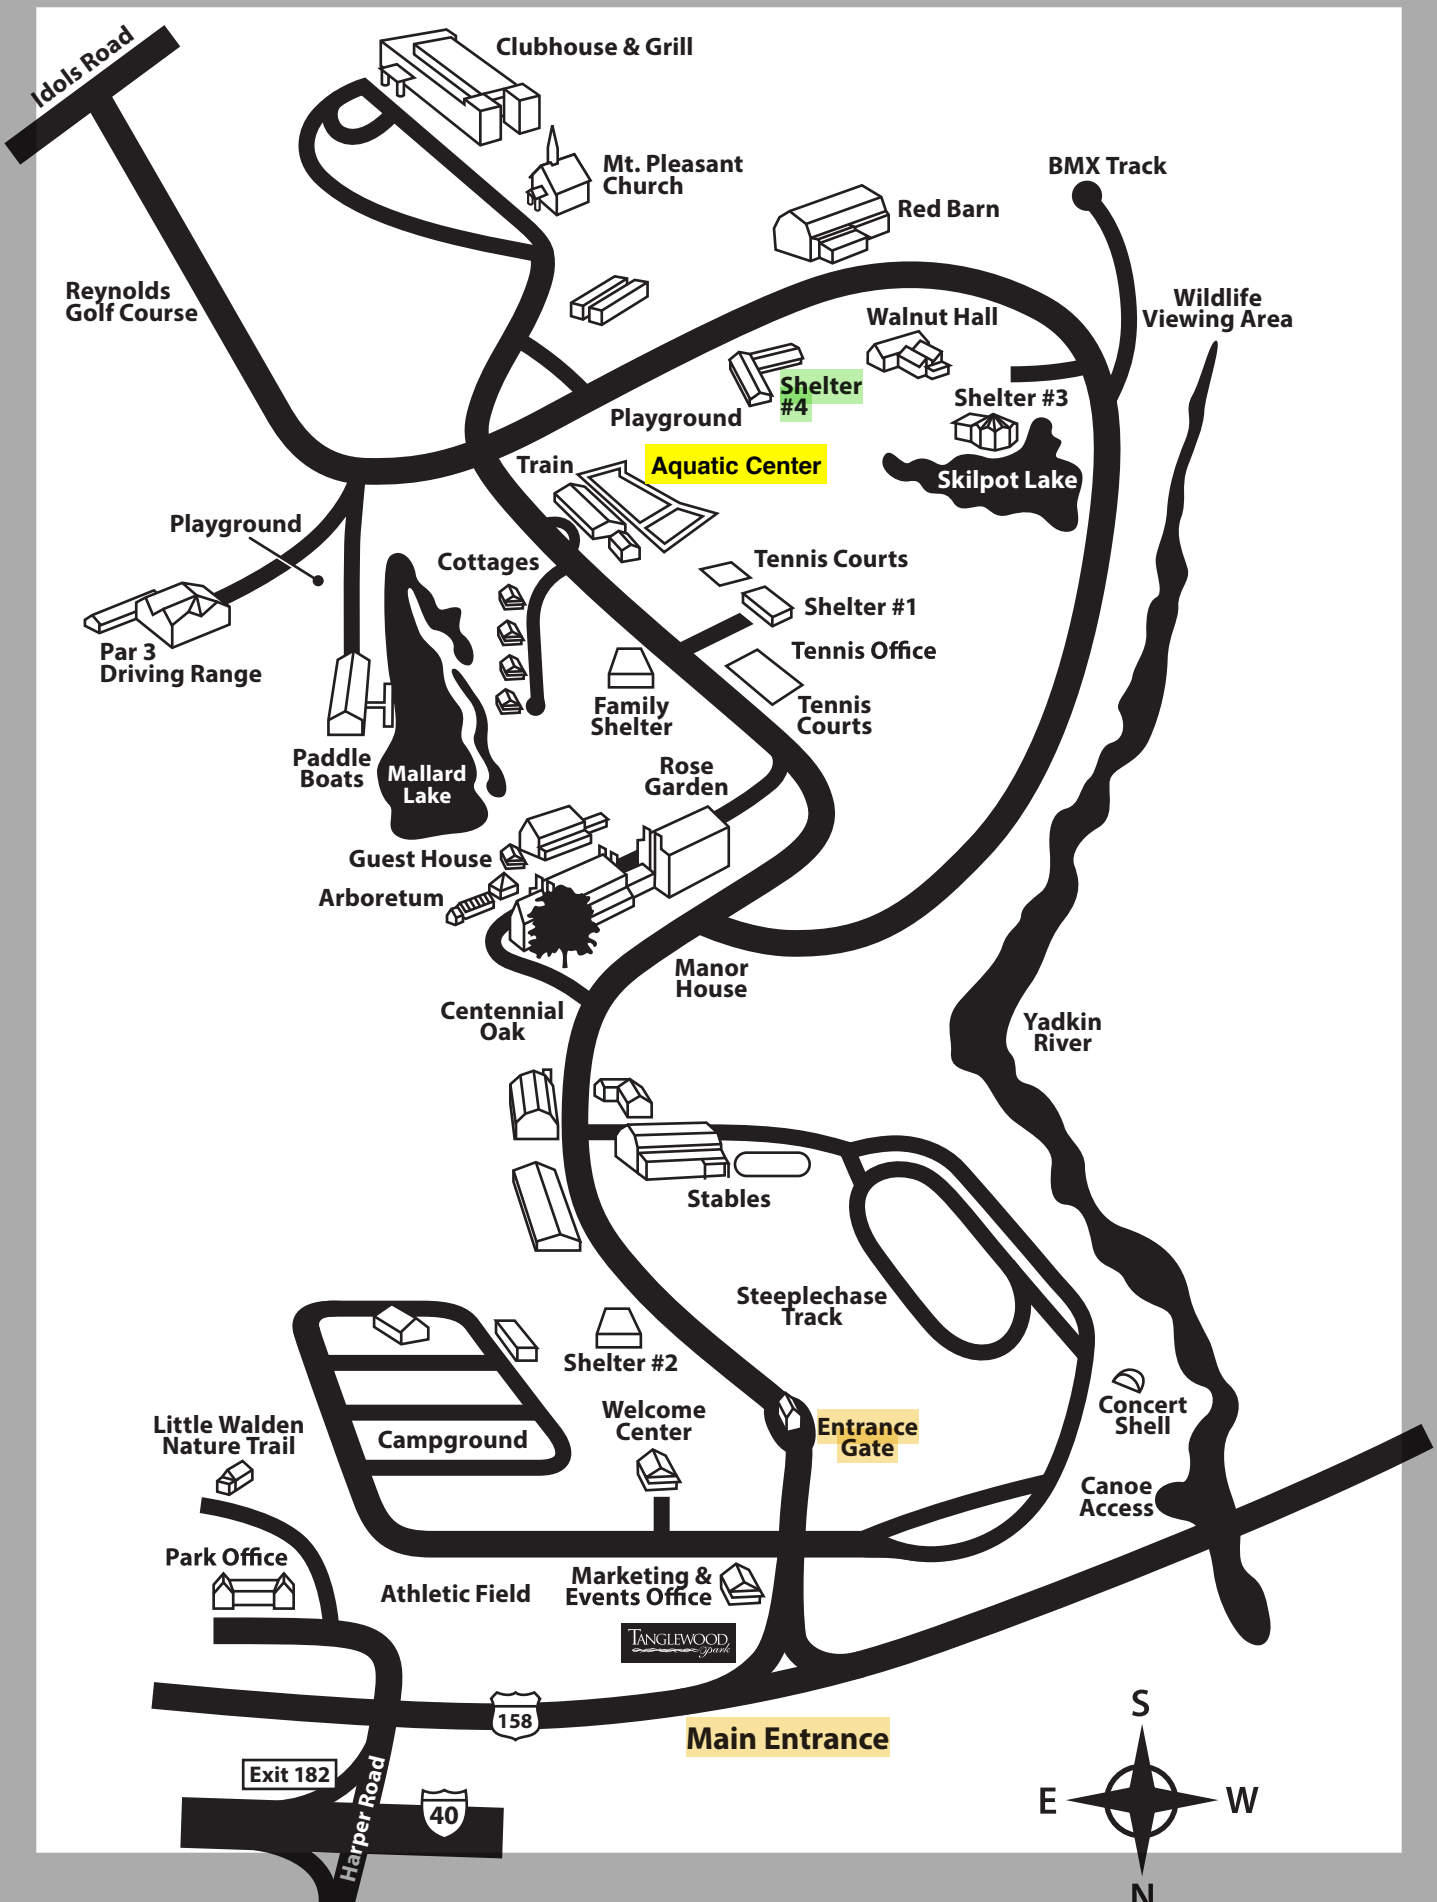 Idols Road
Clubhouse & Grill
Mt. Pleasant
Church
BMX Track
Red Barn
Reynolds
Golf Course
Wildlife
Viewing Area
Walnut Hall
Shelter
#4
Shelter #3
Playground
Train
Aquatic Center
Skilpot Lake
Playground
Cottages
Tennis Courts
Shelter #1
Par 3
Driving Range
Tennis Office
Family
Shelter
Tennis
Courts
Paddle
Boats
Mallard
Lake
Rose
Garden
Guest House
Arboretum
Manor
House
Centennial
Oak
Yadkin
River
Stables
Steeplechase
Track
Shelter #2
Concert
Shell
Welcome
Center
Entrance
Gate
Little Walden
Nature Trail
Campground
Canoe
Access
Park Office
Athletic Field
Marketing &
Events Office
TANGLEWOOD
Park
158
Main Entrance
Exit 182
Harper Road
40
S
E
W
N